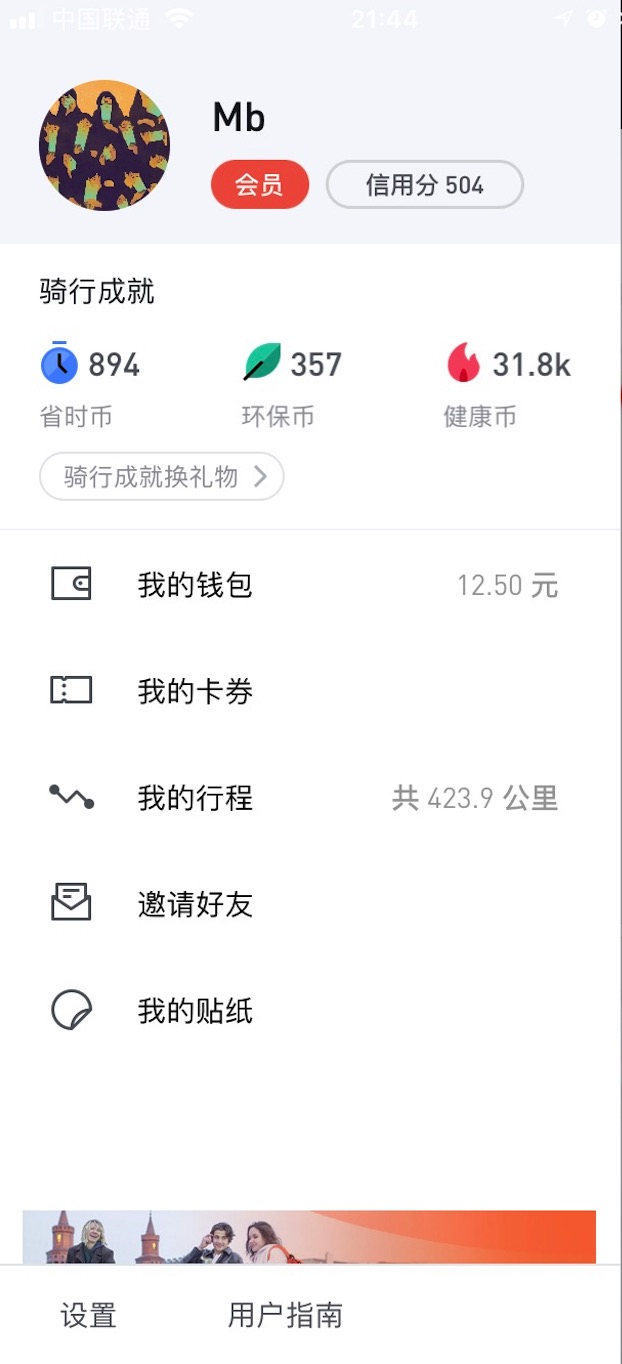 中国联通 21:44
Mb
会员 信用分 504
骑行成就
894 357 31.8k
省时币 环保币 健康币
骑行成就换礼物
我的钱包 12.50 元
我的卡券
我的行程 共 423.9 公里
邀请好友
我的贴纸
设置 用户指南